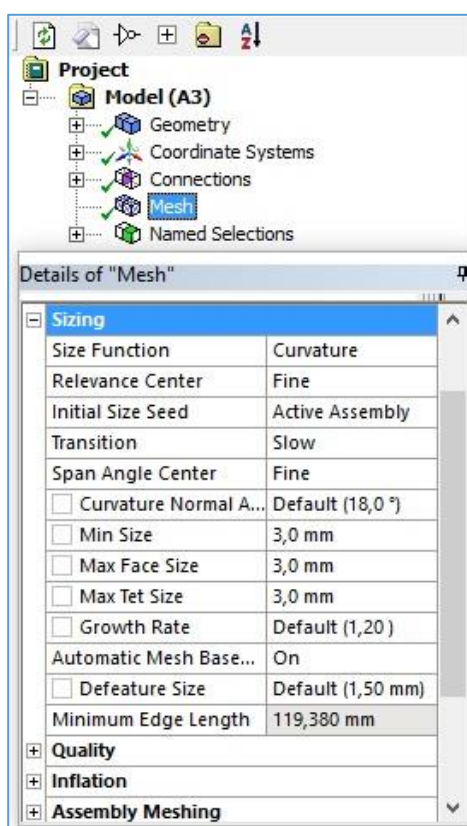 Project
Model (A3)
Geometry
Coordinate Systems
Connections
Mesh
Named Selections
Details of "Mesh"
Sizing
Size Function Curvature
Relevance Center Fine
Initial Size Seed Active Assembly
Transition Slow
Span Angle Center Fine
Curvature Normal A... Default (18,0 °)
Min Size 3,0 mm
Max Face Size 3,0 mm
Max Tet Size 3,0 mm
Growth Rate Default (1,20 )
Automatic Mesh Base... On
Defeature Size Default (1,50 mm)
Minimum Edge Length 119,380 mm
Quality
Inflation
Assembly Meshing